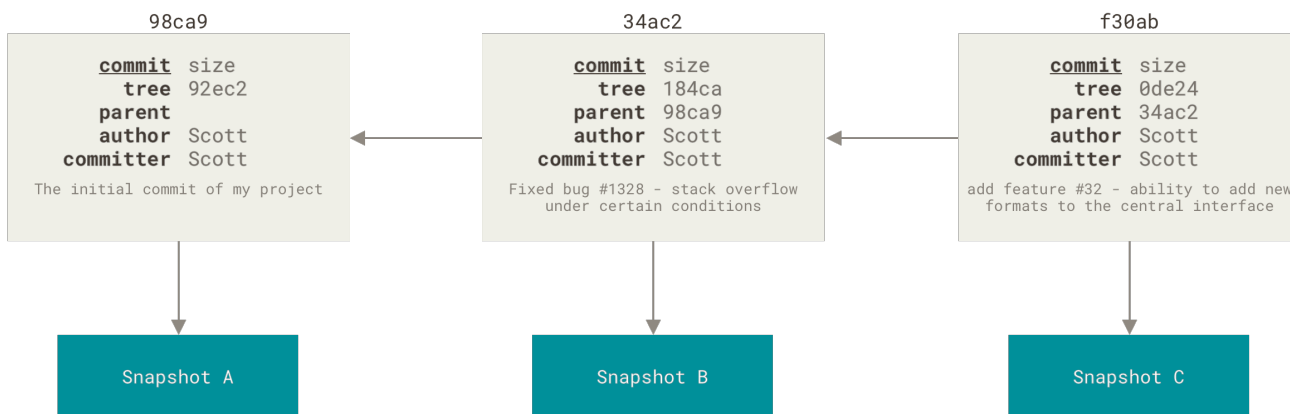 98ca9
commit size
tree 92ec2
parent
author Scott
committer Scott
The initial commit of my project
Snapshot A
34ac2
commit size
tree 184ca
parent 98ca9
author Scott
committer Scott
Fixed bug #1328 - stack overflow
under certain conditions
Snapshot B
f30ab
commit size
tree 0de24
parent 34ac2
author Scott
committer Scott
add feature #32 - ability to add new
formats to the central interface
Snapshot C